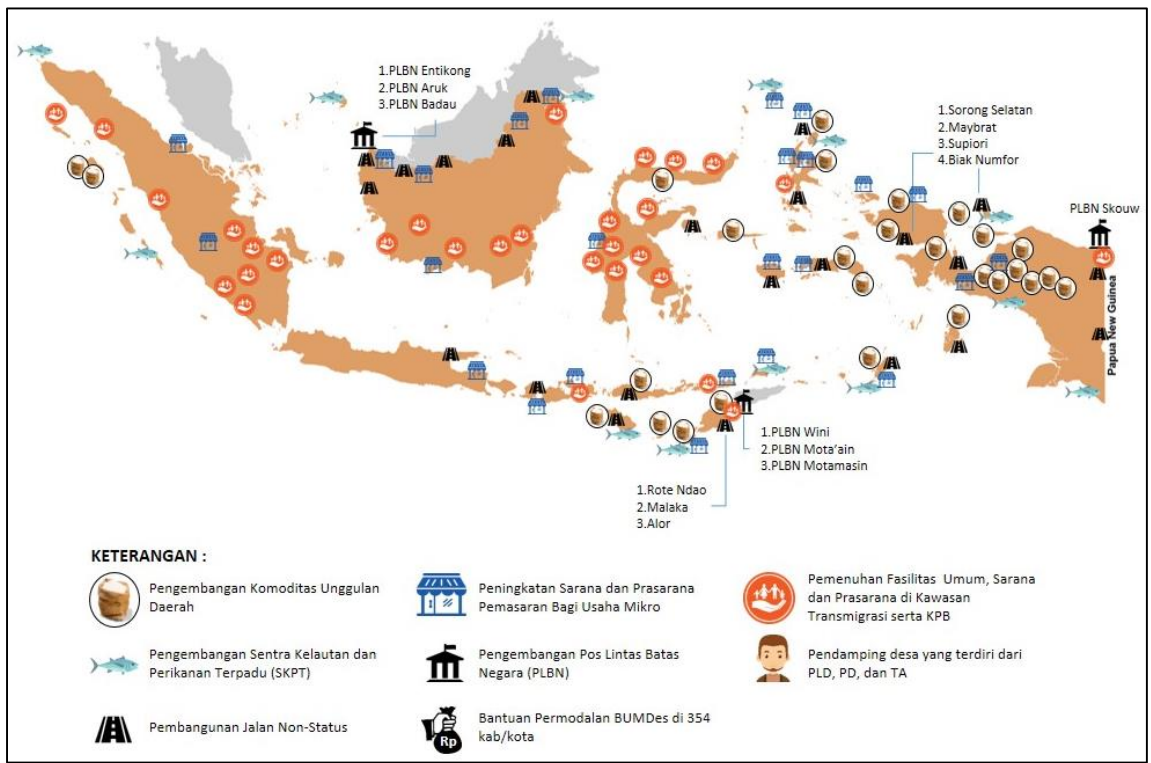 1.PLBN Entikong
2.PLBN Aruk
3.PLBN Badau
1.Sorong Selatan
2.Maybrat
3.Supiori
4.Biak Numfor
PLBN Skouw
Papua New Guinea
1.PLBN Wini
2.PLBN Mota'ain
3.PLBN Motamasin
1.Rote Ndao
2.Malaka
3.Alor
KETERANGAN :
Pengembangan Komoditas Unggulan
Daerah
Peningkatan Sarana dan Prasarana
Pemasaran Bagi Usaha Mikro
Pemenuhan Fasilitas Umum, Sarana
dan Prasarana di Kawasan
Transmigrasi serta KPB
Pengembangan Sentra Kelautan dan
Perikanan Terpadu (SKPT)
Pengembangan Pos Lintas Batas
Negara (PLBN)
Pendamping desa yang terdiri dari
PLD, PD, dan TA
Pembangunan Jalan Non-Status
Rp
Bantuan Permodalan BUMDes di 354
kab/kota